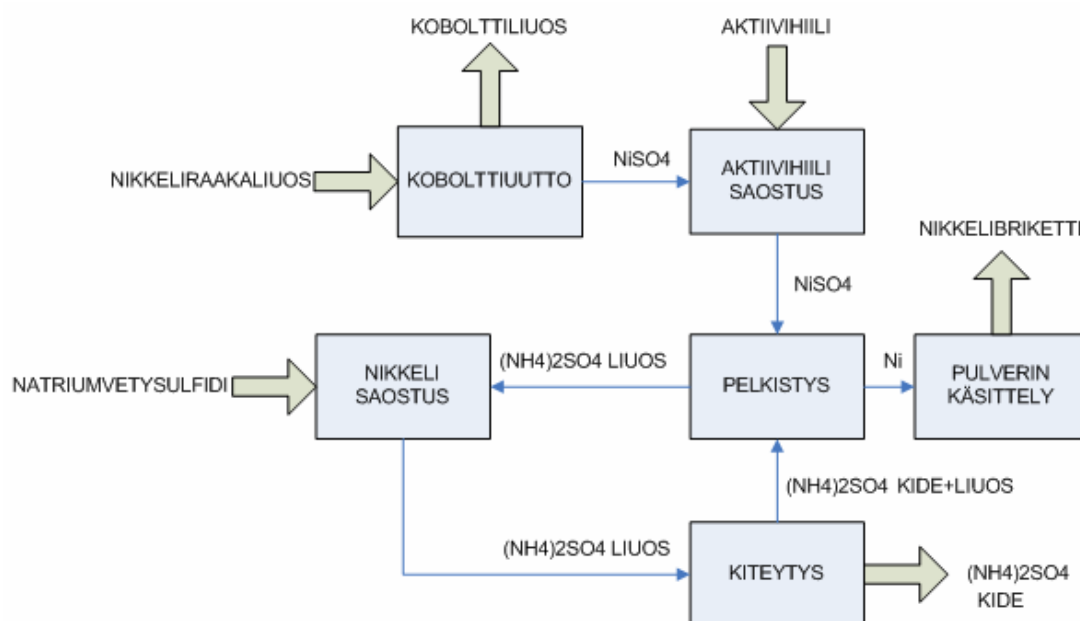 KOBOLTTILIUOS
AKTIIVIHIILI
NIKKELIRAAKALIUOS
KOBOLTTIUUTTO
NiSO4
AKTIIVIHIILI
SAOSTUS
NIKKELIBRIKETTI
NiSO4
NATRIUMVETYSULFIDI
NIKKELI
SAOSTUS
(NH4)2SO4 LIUOS
PELKISTYS
Ni
PULVERIN
KÄSITTELY
(NH4)2SO4 KIDE+LIUOS
(NH4)2SO4 LIUOS
KITEYTYS
(NH4)2SO4
KIDE